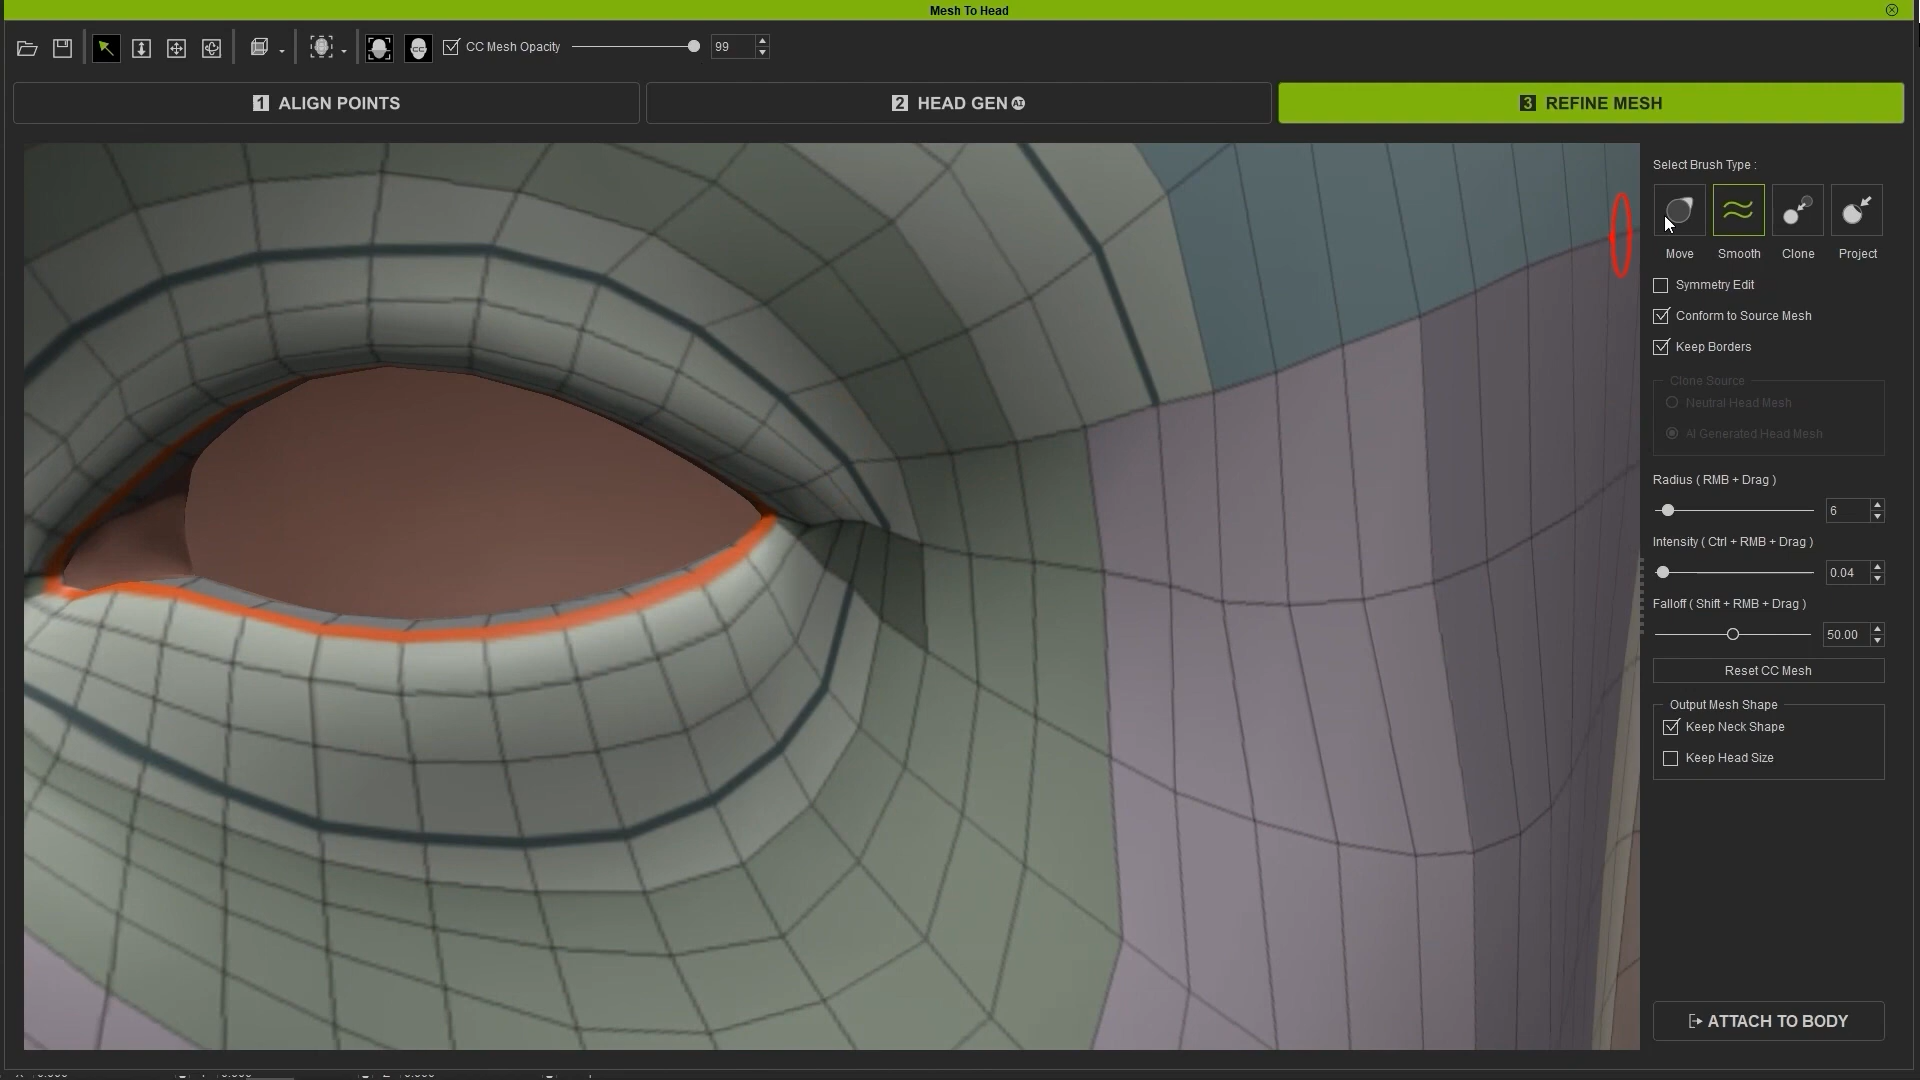 Mesh To Head
CC Mesh Opacity
99
1 ALIGN POINTS
2 HEAD GEN AI
3 REFINE MESH
Select Brush Type :
Move
Smooth
Clone
Project
Symmetry Edit
Conform to Source Mesh
Keep Borders
Clone Source
Neutral Head Mesh
AI Generated Head Mesh
Radius ( RMB + Drag )
6
Intensity ( Ctrl + RMB + Drag )
0.04
Falloff ( Shift + RMB + Drag )
50.00
Reset CC Mesh
Output Mesh Shape
Keep Neck Shape
Keep Head Size
ATTACH TO BODY